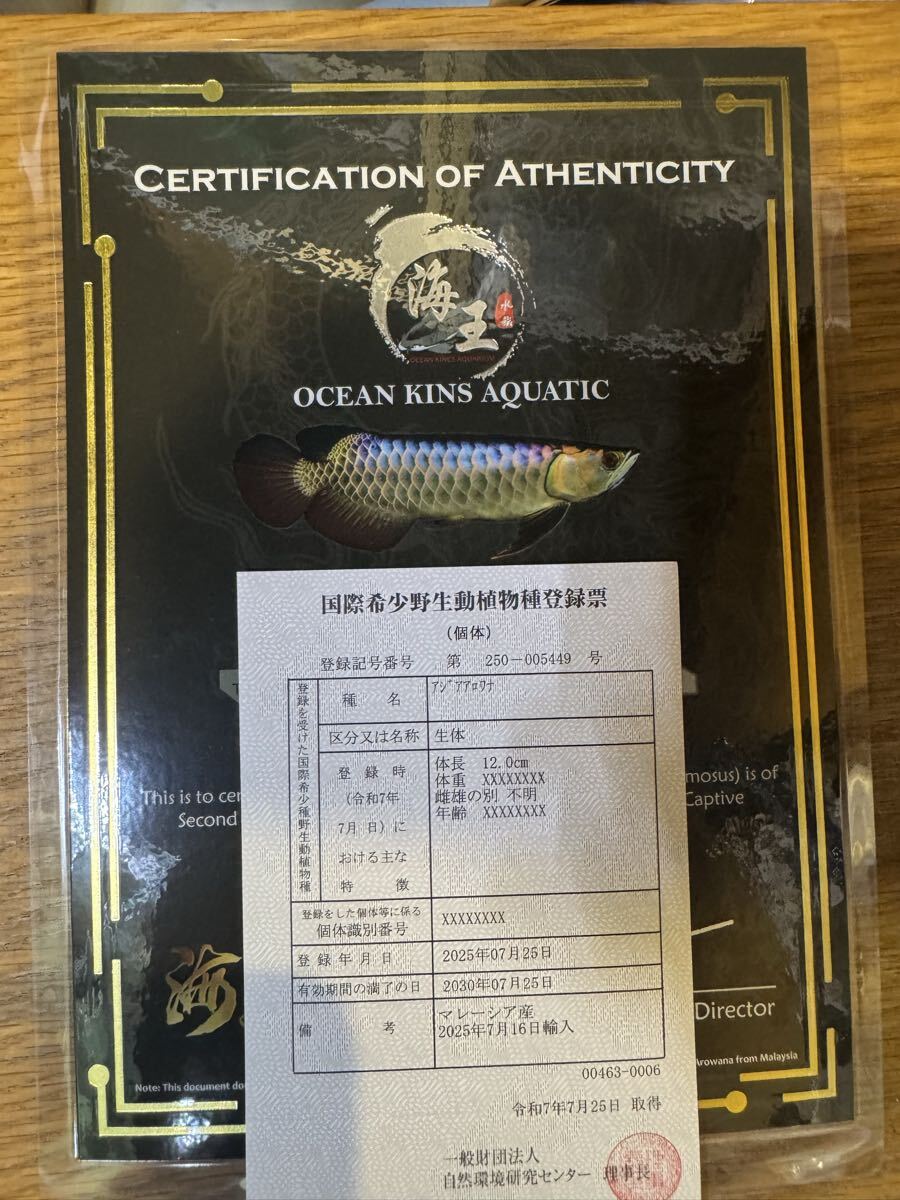 CERTIFICATION OF ATHENTICITY
海王
水族
OCEAN KINGS AQUARIUM
OCEAN KINS AQUATIC
国際希少野生動植物種登録票
(個体)
登録記号番号 第 250-005449 号
登録を受けた国際希少種野生動植物種
種名 アジアアロワナ
区分又は名称 生体
登録時
(令和7年
7月 日)に
おける主な
特徴
体長 12.0cm
体重 XXXXXXXX
雌雄の別 不明
年齢 XXXXXXXX
登録をした個体等に係る
個体識別番号 XXXXXXXX
登録年月日 2025年07月25日
有効期間の満了の日 2030年07月25日
備考 マレーシア産
2025年7月16日輸入
00463-0006
令和7年7月25日 取得
一般財団法人
自然環境研究センター 理事長
This is to
mosus) is of
Second
Captive
海
Director
Note: This document
Arowana from Malaysia